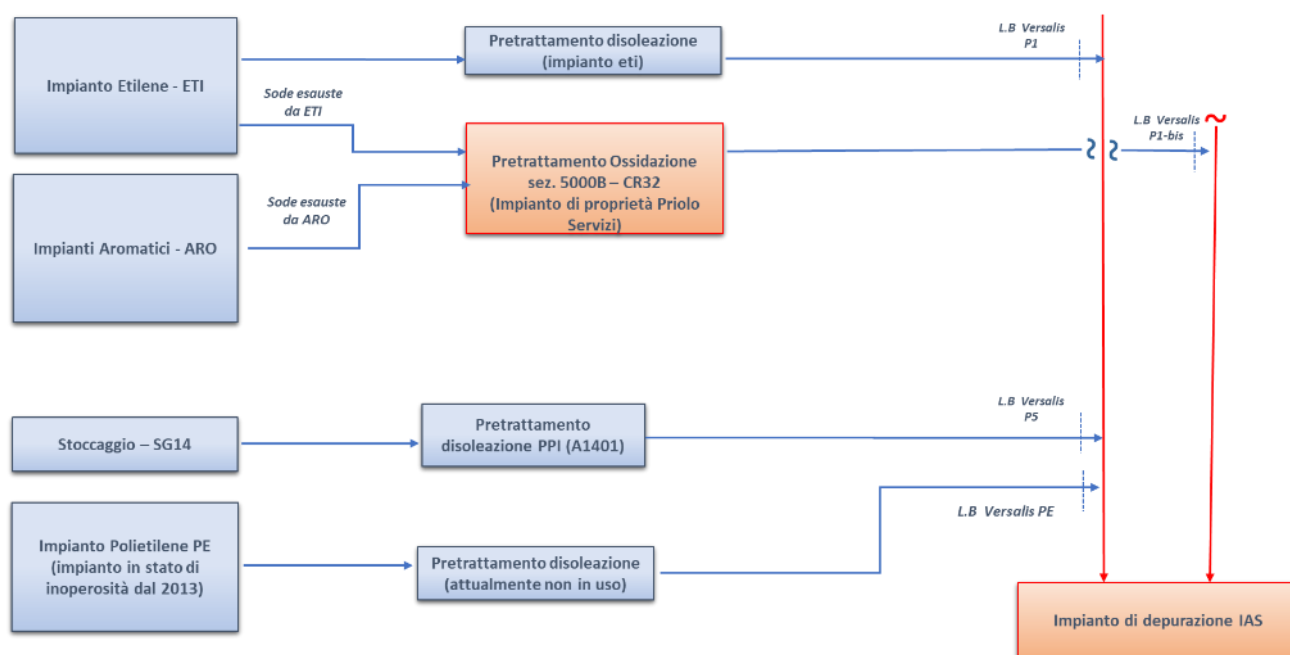 Impianto Etilene - ETI
Pretrattamento disoleazione
(impianto eti)
L.B Versalis
P1
Sode esauste
da ETI
L.B Versalis
P1-bis
Pretrattamento Ossidazione
sez. 5000B – CR32
(Impianto di proprietà Priolo
Servizi)
Sode esauste
da ARO
Impianti Aromatici - ARO
L.B Versalis
P5
Stoccaggio – SG14
Pretrattamento
disoleazione PPI (A1401)
L.B Versalis PE
Impianto Polietilene PE
(impianto in stato di
inoperosità dal 2013)
Pretrattamento disoleazione
(attualmente non in uso)
Impianto di depurazione IAS